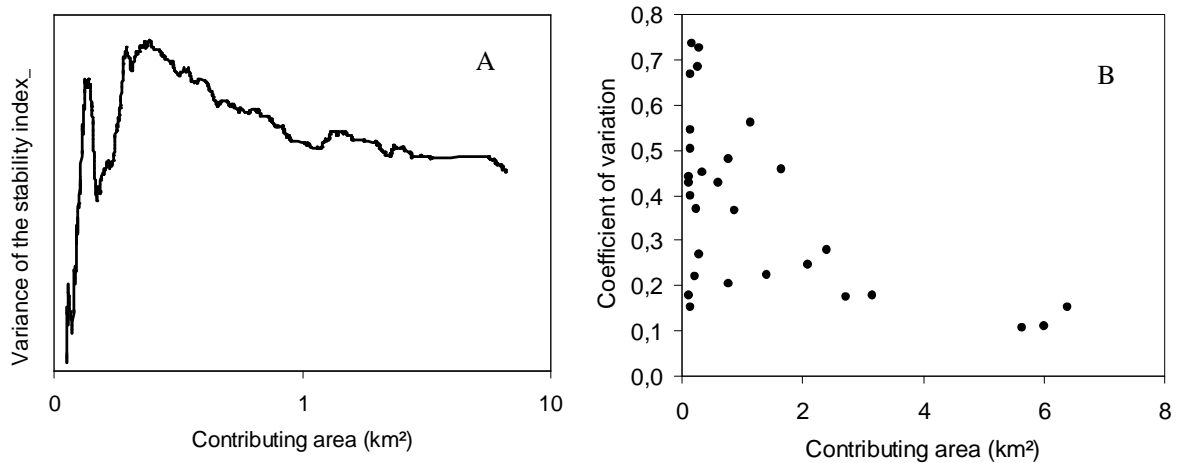 A
Variance of the stability index_
0
1
10
Contributing area (km²)
B
Coefficient of variation
0,8
0,7
0,6
0,5
0,4
0,3
0,2
0,1
0,0
0
2
4
6
8
Contributing area (km²)